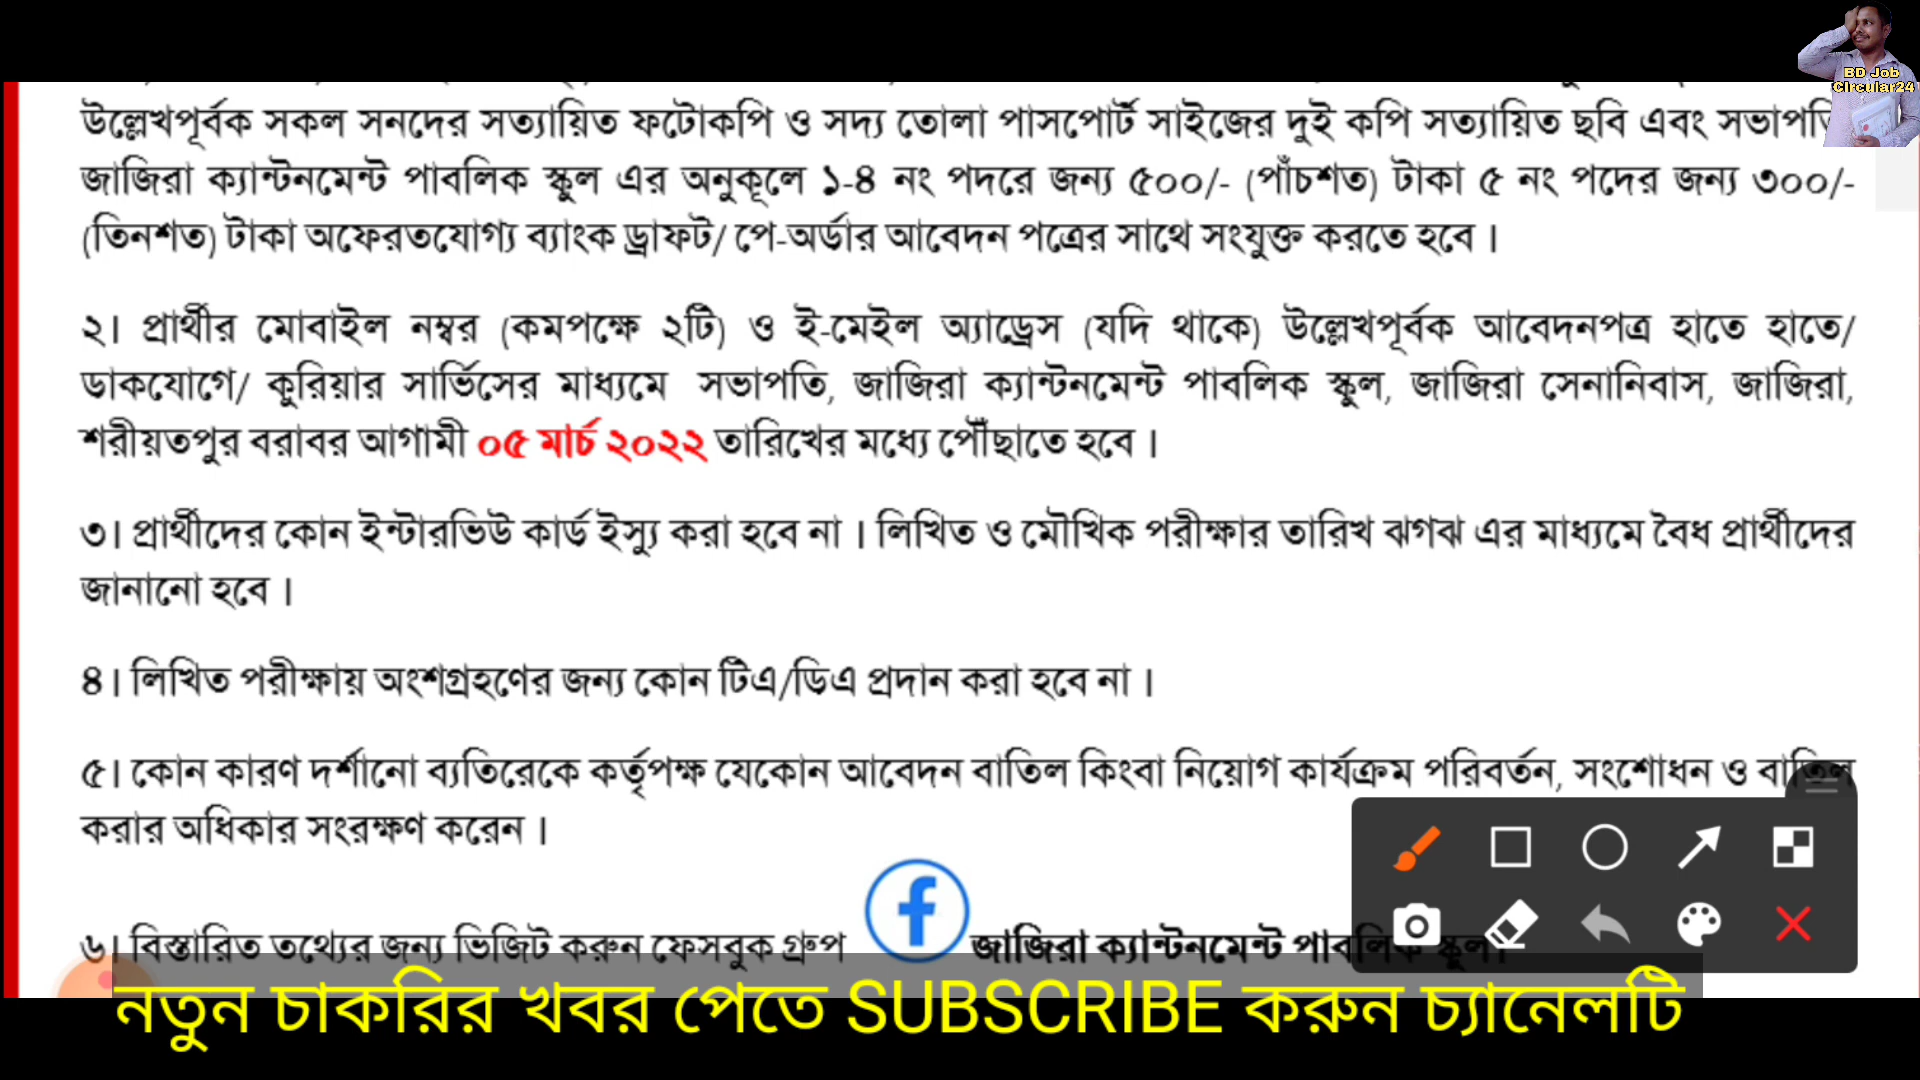 BD Job
Circular24
উল্লেখপূর্বক সকল সনদের সত্যায়িত ফটোকপি ও সদ্য তোলা পাসপোর্ট সাইজের দুই কপি সত্যায়িত ছবি এবং সভাপতি
জাজিরা ক্যান্টনমেন্ট পাবলিক স্কুল এর অনুকূলে ১-৪ নং পদরে জন্য ৫০০/- (পাঁচশত) টাকা ৫ নং পদের জন্য ৩০০/-
(তিনশত) টাকা অফেরতযোগ্য ব্যাংক ড্রাফট/ পে-অর্ডার আবেদন পত্রের সাথে সংযুক্ত করতে হবে।
২। প্রার্থীর মোবাইল নম্বর (কমপক্ষে ২টি) ও ই-মেইল অ্যাড্রেস (যদি থাকে) উল্লেখপূর্বক আবেদনপত্র হাতে হাতে/
ডাকযোগে/ কুরিয়ার সার্ভিসের মাধ্যমে সভাপতি, জাজিরা ক্যান্টনমেন্ট পাবলিক স্কুল, জাজিরা সেনানিবাস, জাজিরা,
শরীয়তপুর বরাবর আগামী ০৫ মার্চ ২০২২ তারিখের মধ্যে পৌঁছাতে হবে।
৩। প্রার্থীদের কোন ইন্টারভিউ কার্ড ইস্যু করা হবে না। লিখিত ও মৌখিক পরীক্ষার তারিখ ঝগঝ এর মাধ্যমে বৈধ প্রার্থীদের
জানানো হবে।
৪। লিখিত পরীক্ষায় অংশগ্রহণের জন্য কোন টিএ/ডিএ প্রদান করা হবে না।
৫। কোন কারণ দর্শানো ব্যতিরেকে কর্তৃপক্ষ যেকোন আবেদন বাতিল কিংবা নিয়োগ কার্যক্রম পরিবর্তন, সংশোধন ও বাতিল
করার অধিকার সংরক্ষণ করেন।
৬। বিস্তারিত তথ্যের জন্য ভিজিট করুন ফেসবুক গ্রুপ জাজিরা ক্যান্টনমেন্ট পাবলিক স্কুল।
নতুন চাকরির খবর পেতে SUBSCRIBE করুন চ্যানেলটি